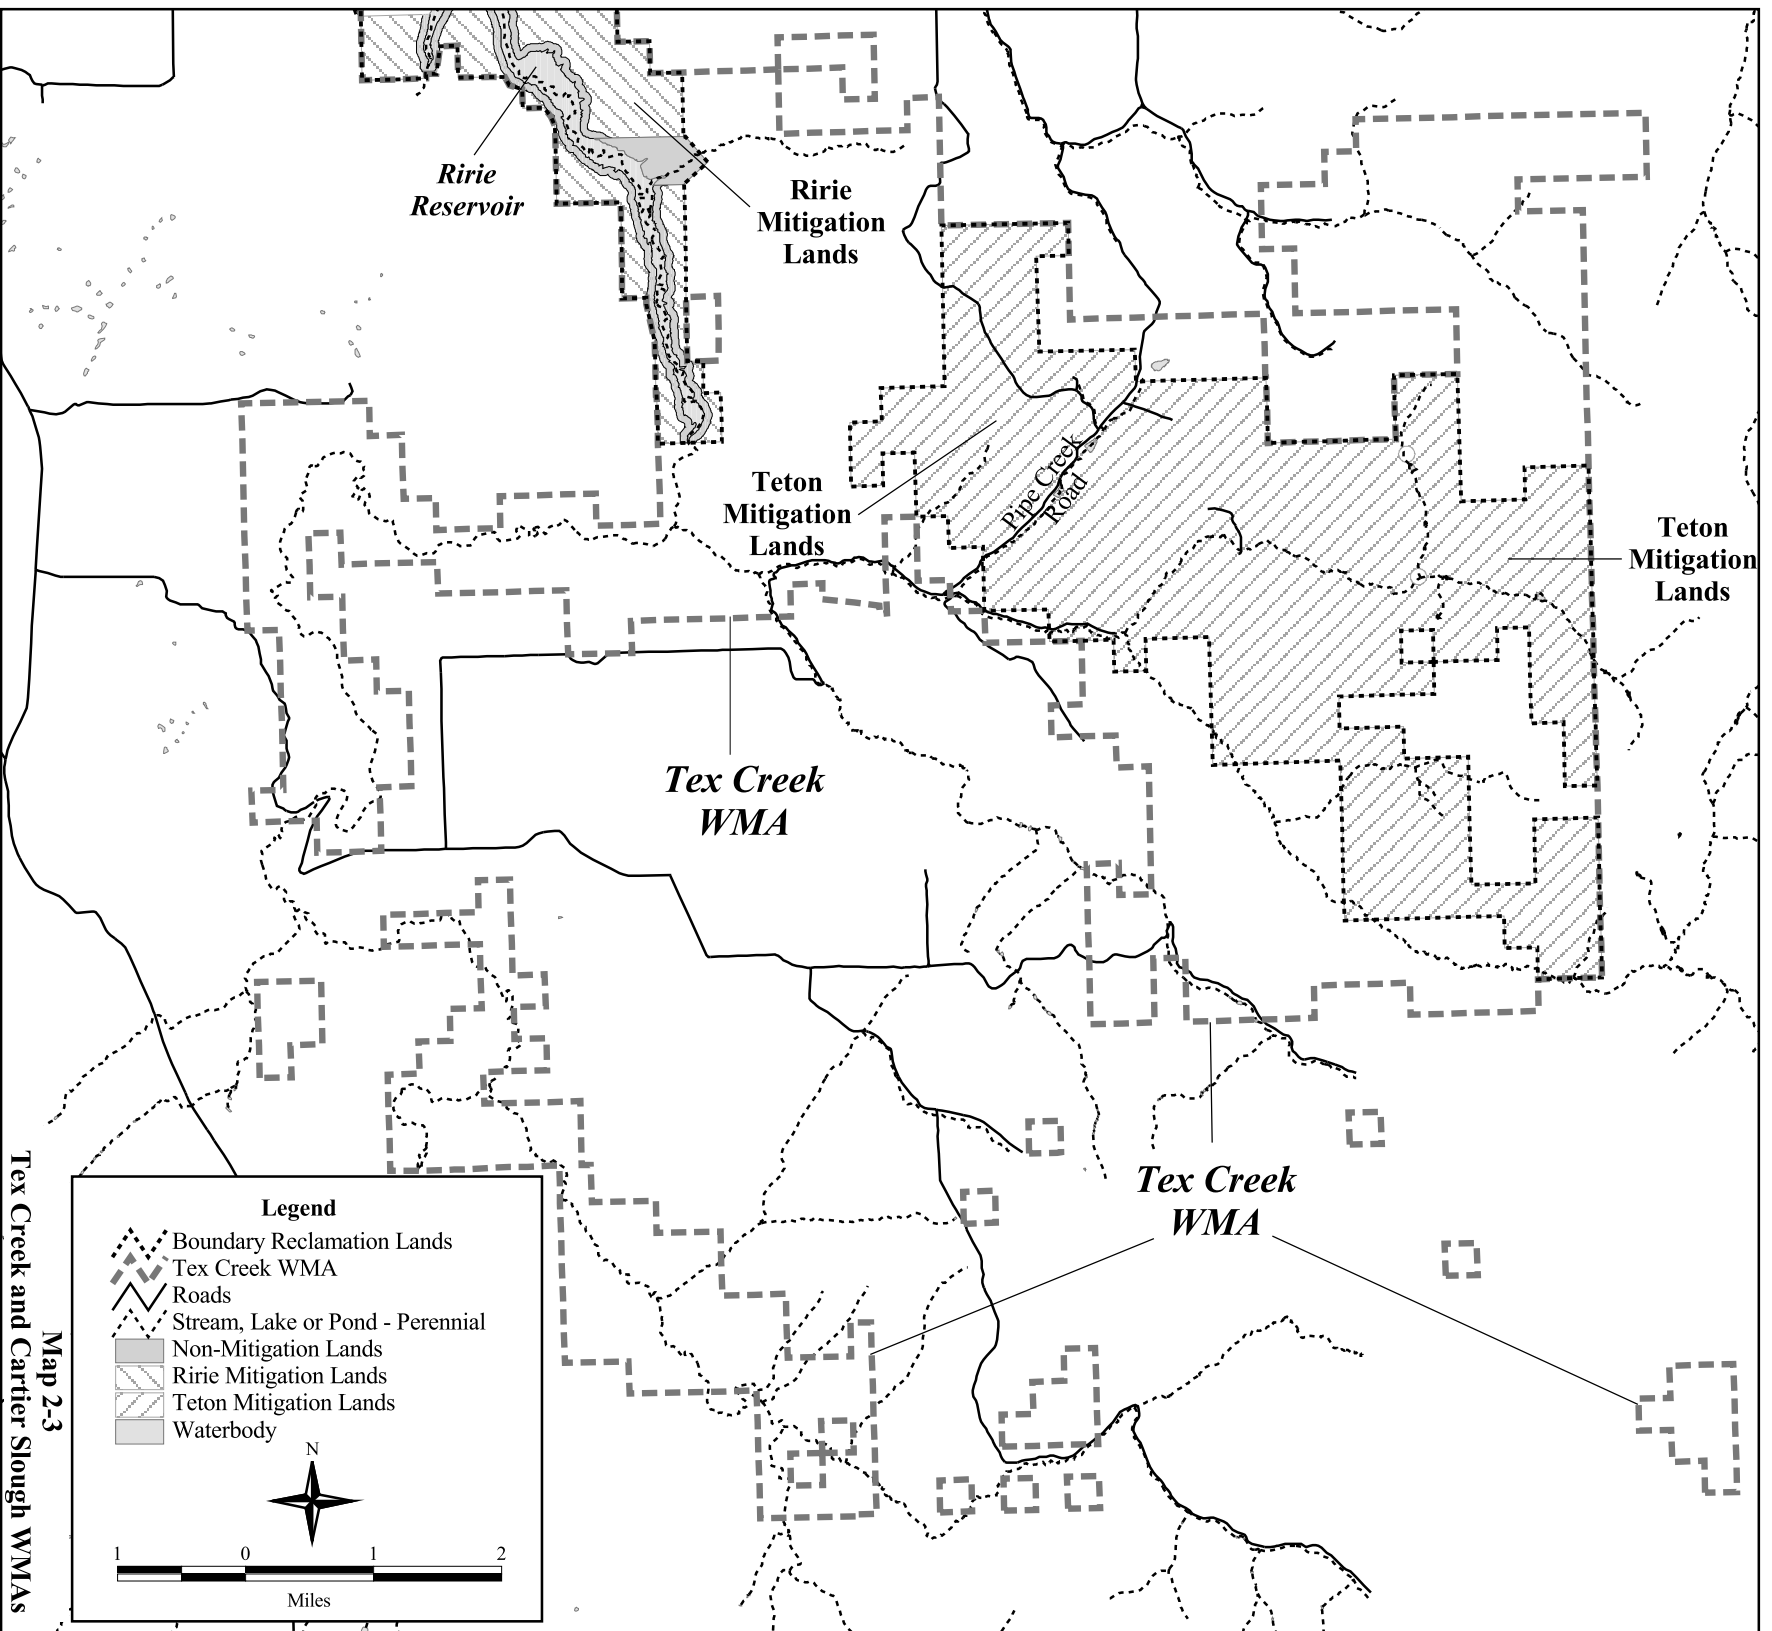 Ririe
Reservoir
Ririe
Mitigation
Lands
Teton
Mitigation
Lands
Pipe Creek
Road
Teton
Mitigation
Lands
Tex Creek
WMA
Tex Creek
WMA
Legend
Boundary Reclamation Lands
Tex Creek WMA
Roads
Stream, Lake or Pond - Perennial
Non-Mitigation Lands
Ririe Mitigation Lands
Teton Mitigation Lands
Waterbody
N
1 0 1 2
Miles
Map 2-3
Tex Creek and Cartier Slough WMAs